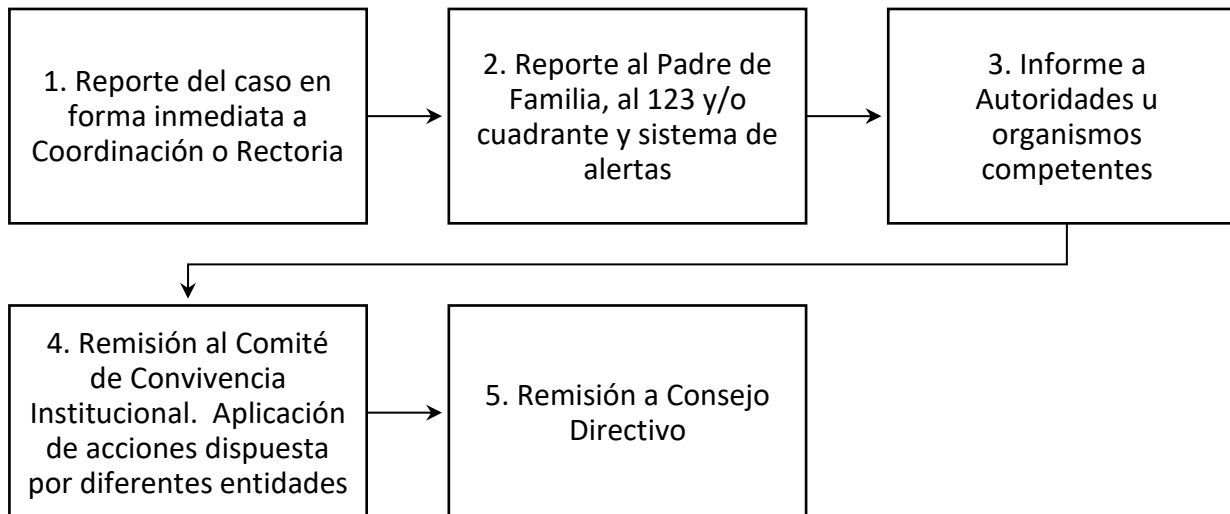 1. Reporte del caso en
forma inmediata a
Coordinación o Rectoria
2. Reporte al Padre de
Familia, al 123 y/o
cuadrante y sistema de
alertas
3. Informe a
Autoridades u
organismos
competentes
4. Remisión al Comité
de Convivencia
Institucional.  Aplicación
de acciones dispuesta
por diferentes entidades
5. Remisión a Consejo
Directivo